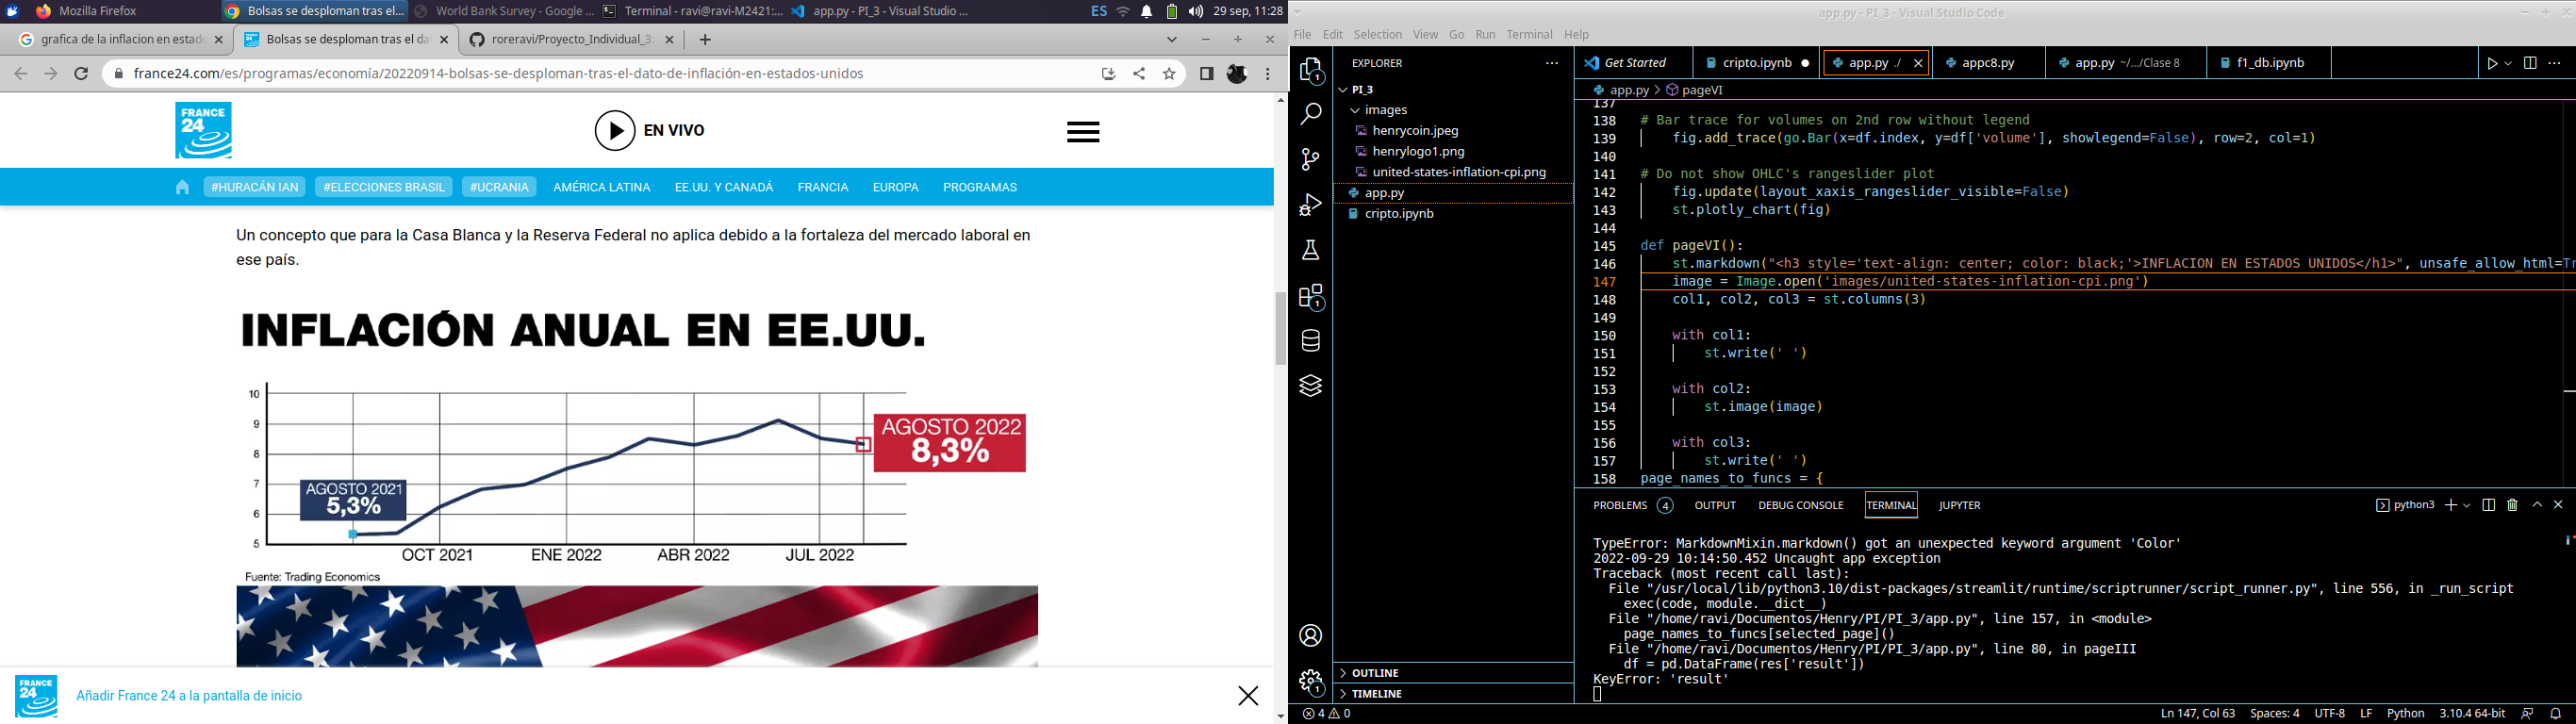 Mozilla Firefox
Bolsas se desploman tras el...
World Bank Survey - Google ...
Terminal - ravi@ravi-M2421:...
app.py - PI_3 - Visual Studio ...
ES
29 sep, 11:28
grafica de la inflacion en estado
Bolsas se desploman tras el da
roreravi/Proyecto_Individual_3:
france24.com/es/programas/economía/20220914-bolsas-se-desploman-tras-el-dato-de-inflación-en-estados-unidos
FRANCE
24
EN VIVO
#HURACÁN IAN
#ELECCIONES BRASIL
#UCRANIA
AMÉRICA LATINA
EE.UU. Y CANADÁ
FRANCIA
EUROPA
PROGRAMAS
Un concepto que para la Casa Blanca y la Reserva Federal no aplica debido a la fortaleza del mercado laboral en
ese país.
INFLACIÓN ANUAL EN EE.UU.
10
9
8
7
6
5
AGOSTO 2021
5,3%
AGOSTO 2022
8,3%
OCT 2021
ENE 2022
ABR 2022
JUL 2022
Fuente: Trading Economics
FRANCE
24
Añadir France 24 a la pantalla de inicio
app.py - PI_3 - Visual Studio Code
File Edit Selection View Go Run Terminal Help
EXPLORER
PI_3
images
henrycoin.jpeg
henrylogo1.png
united-states-inflation-cpi.png
app.py
cripto.ipynb
OUTLINE
TIMELINE
Get Started
cripto.ipynb
app.py ./
appc8.py
app.py ~/.../Clase 8
f1_db.ipynb
app.py > pageVI
137
138 # Bar trace for volumes on 2nd row without legend
139 fig.add_trace(go.Bar(x=df.index, y=df['volume'], showlegend=False), row=2, col=1)
140
141 # Do not show OHLC's rangeslider plot
142 fig.update(layout_xaxis_rangeslider_visible=False)
143 st.plotly_chart(fig)
144
145 def pageVI():
146 st.markdown("<h3 style='text-align: center; color: black;'>INFLACION EN ESTADOS UNIDOS</h1>", unsafe_allow_html=Tr
147 image = Image.open('images/united-states-inflation-cpi.png')
148 col1, col2, col3 = st.columns(3)
149
150 with col1:
151 st.write(' ')
152
153 with col2:
154 st.image(image)
155
156 with col3:
157 st.write(' ')
158 page_names_to_funcs = {
PROBLEMS 4 OUTPUT DEBUG CONSOLE TERMINAL JUPYTER
python3
TypeError: MarkdownMixin.markdown() got an unexpected keyword argument 'Color'
2022-09-29 10:14:50.452 Uncaught app exception
Traceback (most recent call last):
File "/usr/local/lib/python3.10/dist-packages/streamlit/runtime/scriptrunner/script_runner.py", line 556, in _run_script
exec(code, module.__dict__)
File "/home/ravi/Documentos/Henry/PI/PI_3/app.py", line 157, in <module>
page_names_to_funcs[selected_page]()
File "/home/ravi/Documentos/Henry/PI/PI_3/app.py", line 80, in pageIII
df = pd.DataFrame(res['result'])
KeyError: 'result'
1
1
1
4 0
Ln 147, Col 63
Spaces: 4
UTF-8
LF
Python
3.10.4 64-bit